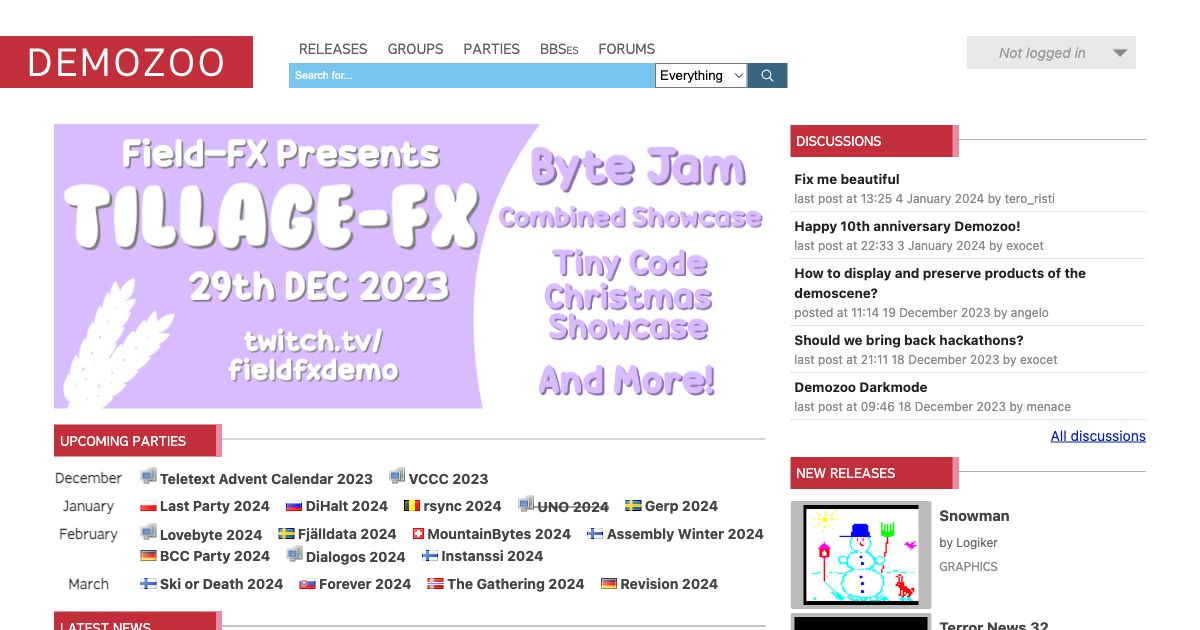 DEMOZOO
RELEASES GROUPS PARTIES BBSES FORUMS
Search for...
Everything
Not logged in
Field-FX Presents
TILLAGE-FX
29th DEC 2023
twitch.tv/
fieldfxdemo
Byte Jam
Combined Showcase
Tiny Code
Christmas
Showcase
And More!
UPCOMING PARTIES
December Teletext Advent Calendar 2023 VCCC 2023
January Last Party 2024 DiHalt 2024 rsync 2024 UNO 2024 Gerp 2024
February Lovebyte 2024 Fjälldata 2024 MountainBytes 2024 Assembly Winter 2024
BCC Party 2024 Dialogos 2024 Instanssi 2024
March Ski or Death 2024 Forever 2024 The Gathering 2024 Revision 2024
LATEST NEWS
DISCUSSIONS
Fix me beautiful
last post at 13:25 4 January 2024 by tero_risti
Happy 10th anniversary Demozoo!
last post at 22:33 3 January 2024 by exocet
How to display and preserve products of the
demoscene?
posted at 11:14 19 December 2023 by angelo
Should we bring back hackathons?
last post at 21:11 18 December 2023 by exocet
Demozoo Darkmode
last post at 09:46 18 December 2023 by menace
All discussions
NEW RELEASES
Snowman
by Logiker
GRAPHICS
Terror News 32